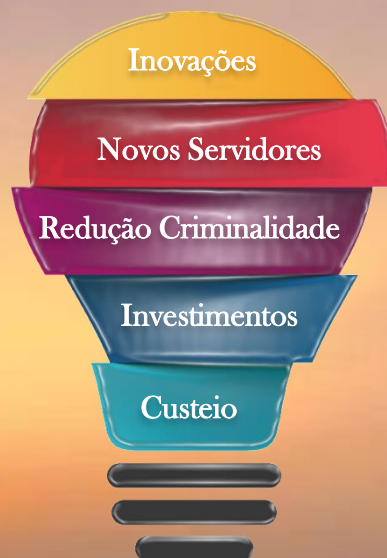 Inovações
Novos Servidores
Redução Criminalidade
Investimentos
Custeio